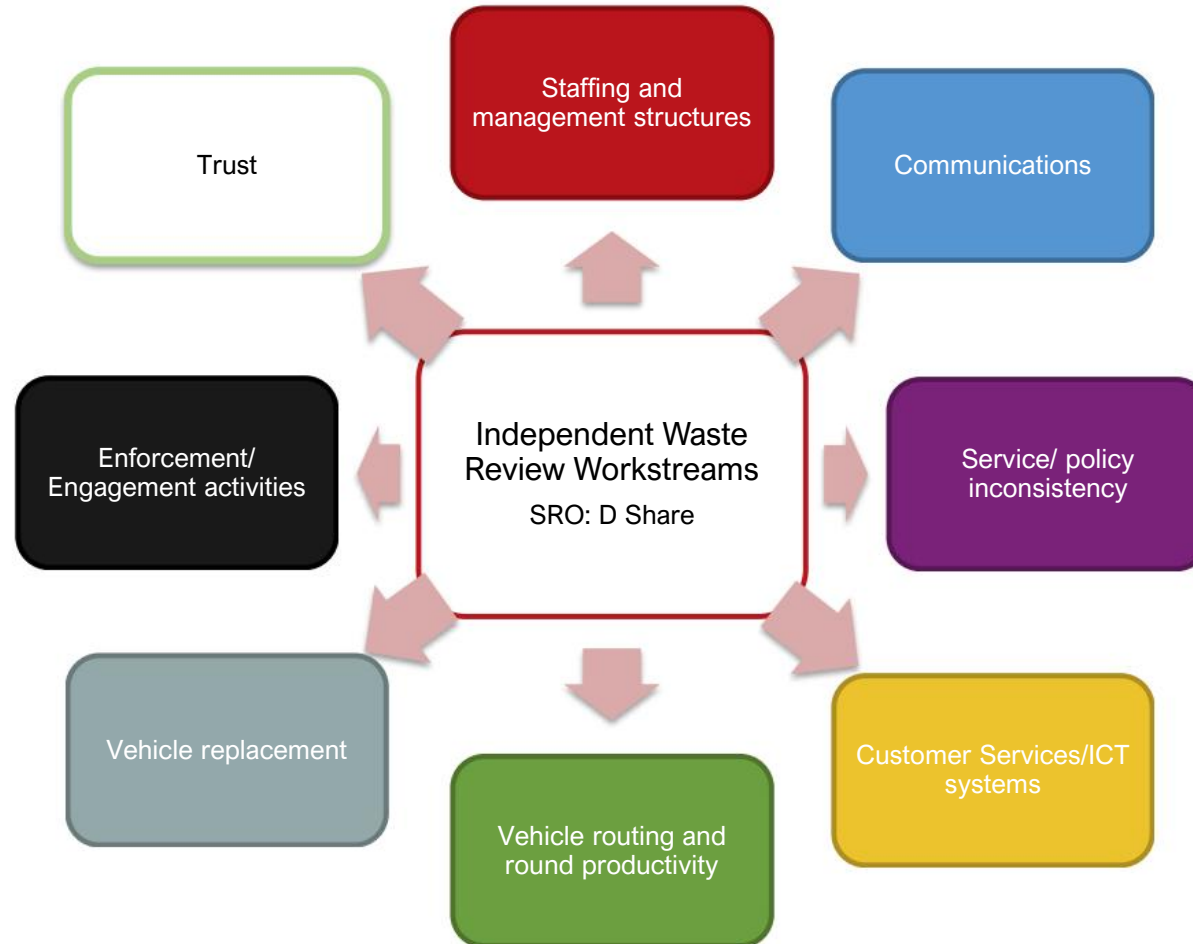 Staffing and
management structures
Trust
Communications
Enforcement/
Engagement activities
Independent Waste
Review Workstreams
SRO: D Share
Service/ policy
inconsistency
Vehicle replacement
Customer Services/ICT
systems
Vehicle routing and
round productivity